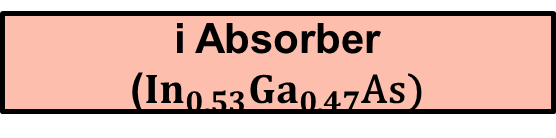 i Absorber
(In₀.₅₃Ga₀.₄₇As)